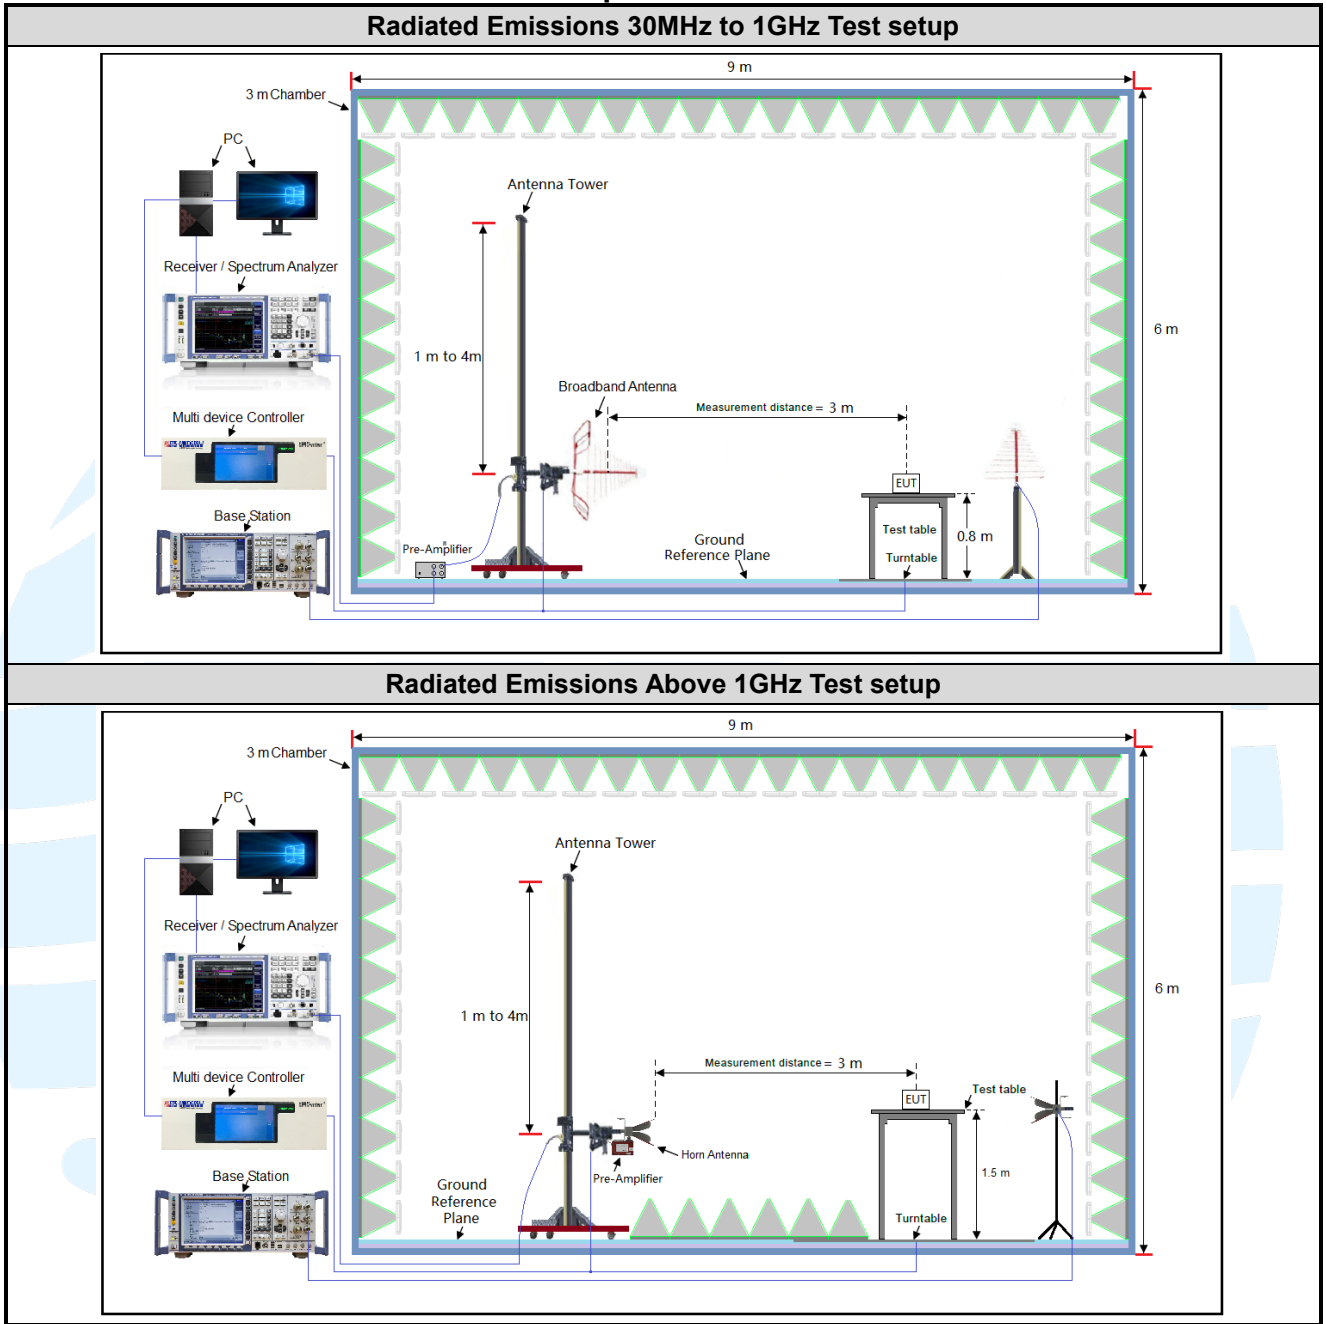 Radiated Emissions 30MHz to 1GHz Test setup
9 m
3 m Chamber
PC
Antenna Tower
Receiver / Spectrum Analyzer
6 m
1 m to 4m
Broadband Antenna
Measurement distance = 3 m
Multi device Controller
EUT
Base Station
Test table
0.8 m
Ground
Reference Plane
Pre-Amplifier
Turntable
Radiated Emissions Above 1GHz Test setup
9 m
3 m Chamber
PC
Antenna Tower
Receiver / Spectrum Analyzer
6 m
1 m to 4m
Measurement distance = 3 m
Multi device Controller
Test table
EUT
Horn Antenna
Pre-Amplifier
1.5 m
Base Station
Ground
Reference
Plane
Turntable